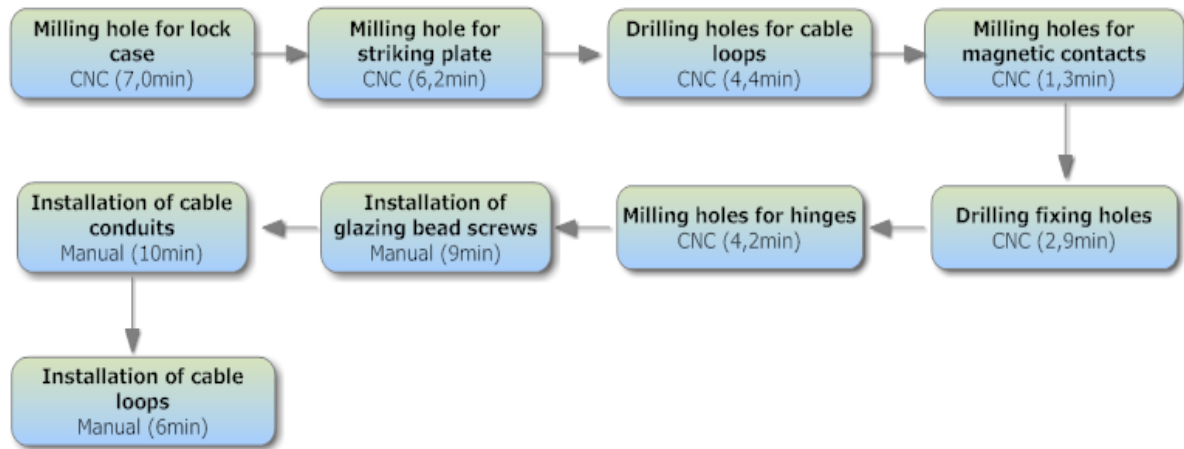 Milling hole for lock
case
CNC (7,0min)
Milling hole for
striking plate
CNC (6,2min)
Drilling holes for cable
loops
CNC (4,4min)
Milling holes for
magnetic contacts
CNC (1,3min)
Drilling fixing holes
CNC (2,9min)
Milling holes for hinges
CNC (4,2min)
Installation of
glazing bead screws
Manual (9min)
Installation of cable
conduits
Manual (10min)
Installation of cable
loops
Manual (6min)